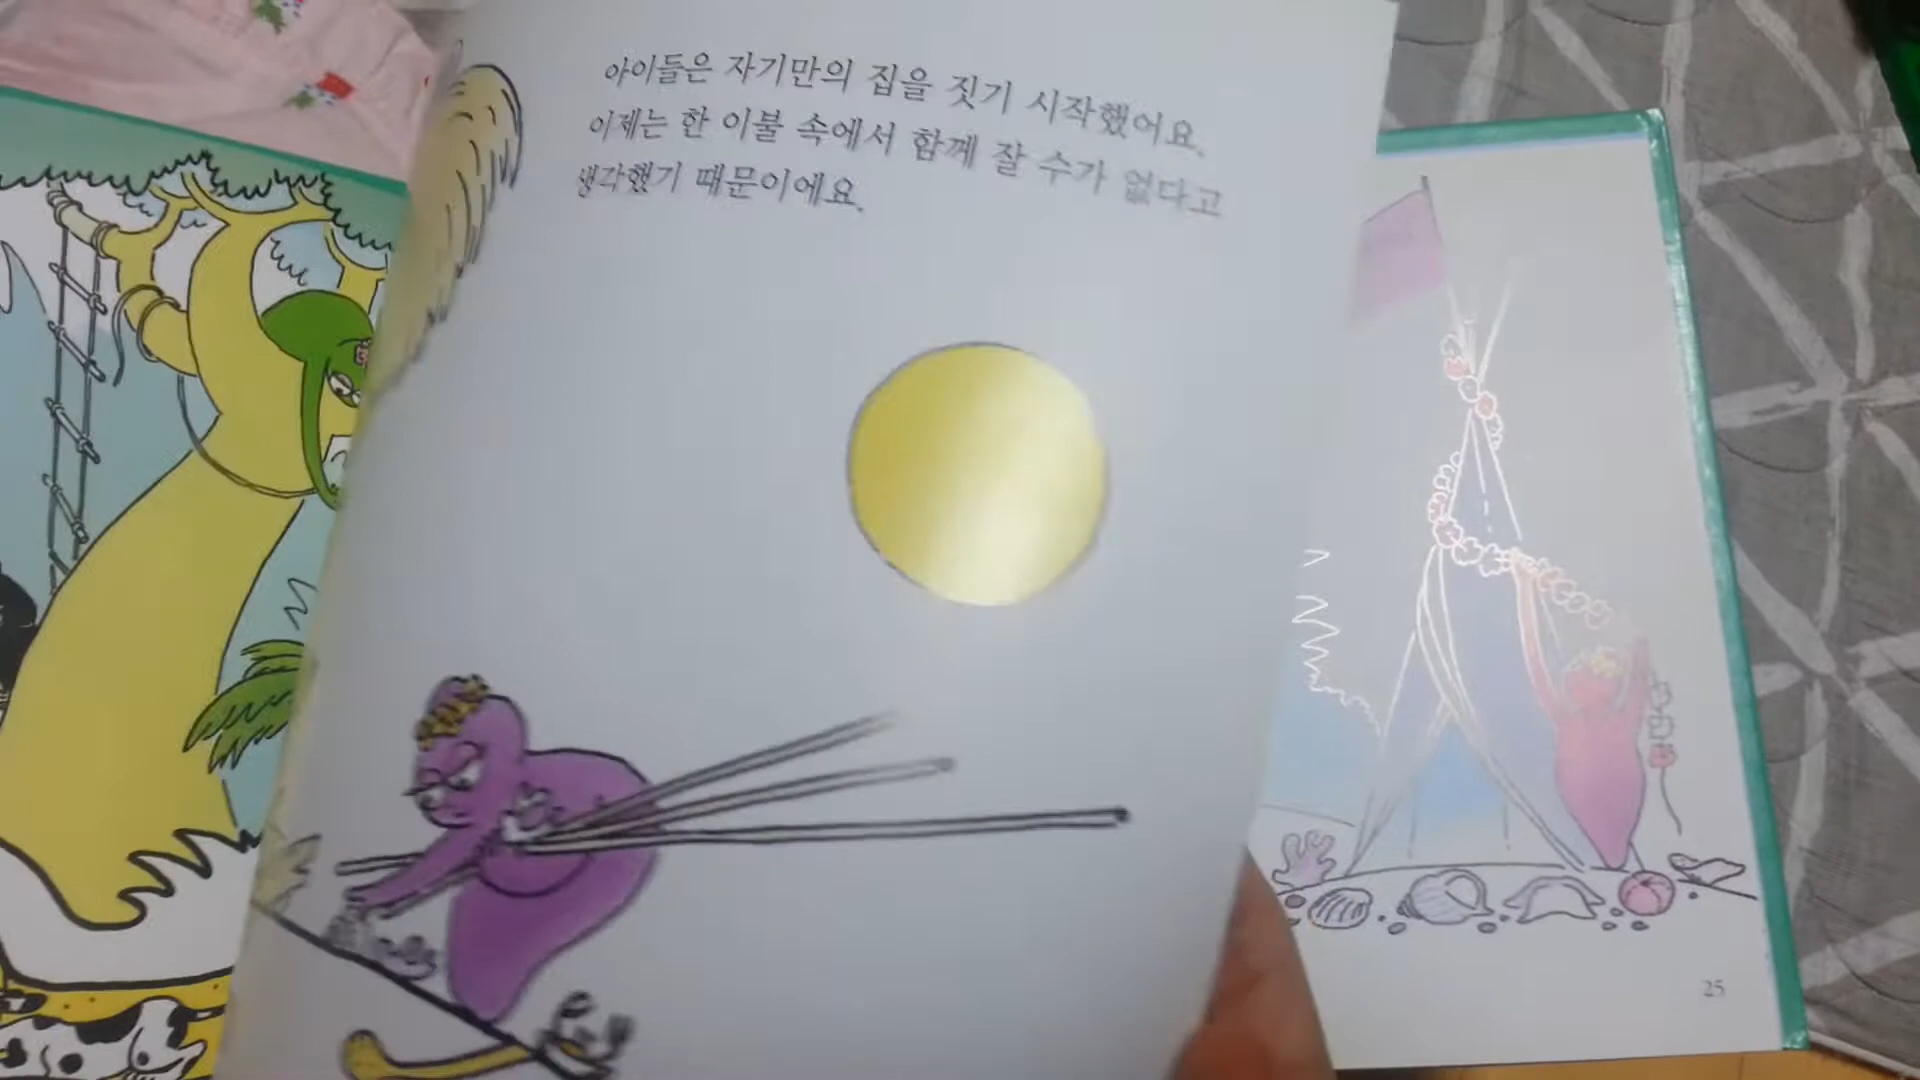 아이들은 자기만의 집을 짓기 시작했어요.
이제는 한 이불 속에서 함께 잘 수가 없다고
생각했기 때문이에요.
25